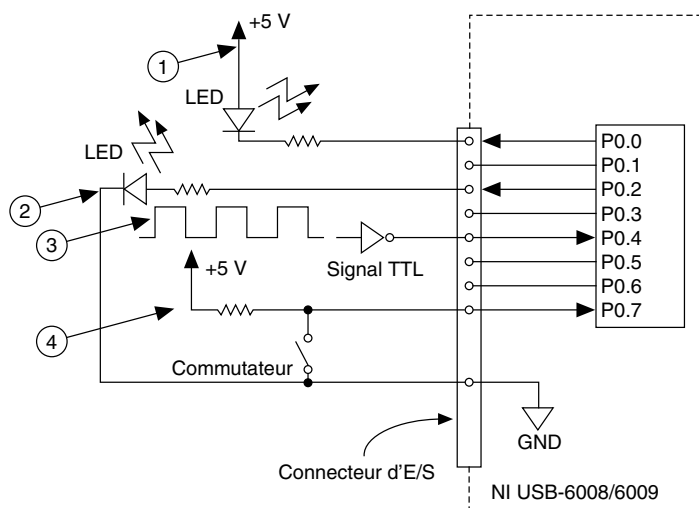 +5 V
1
LED
LED
P0.0
P0.1
P0.2
2
P0.3
3
P0.4
+5 V
Signal TTL
P0.5
P0.6
P0.7
4
Commutateur
GND
Connecteur d'E/S
NI USB-6008/6009